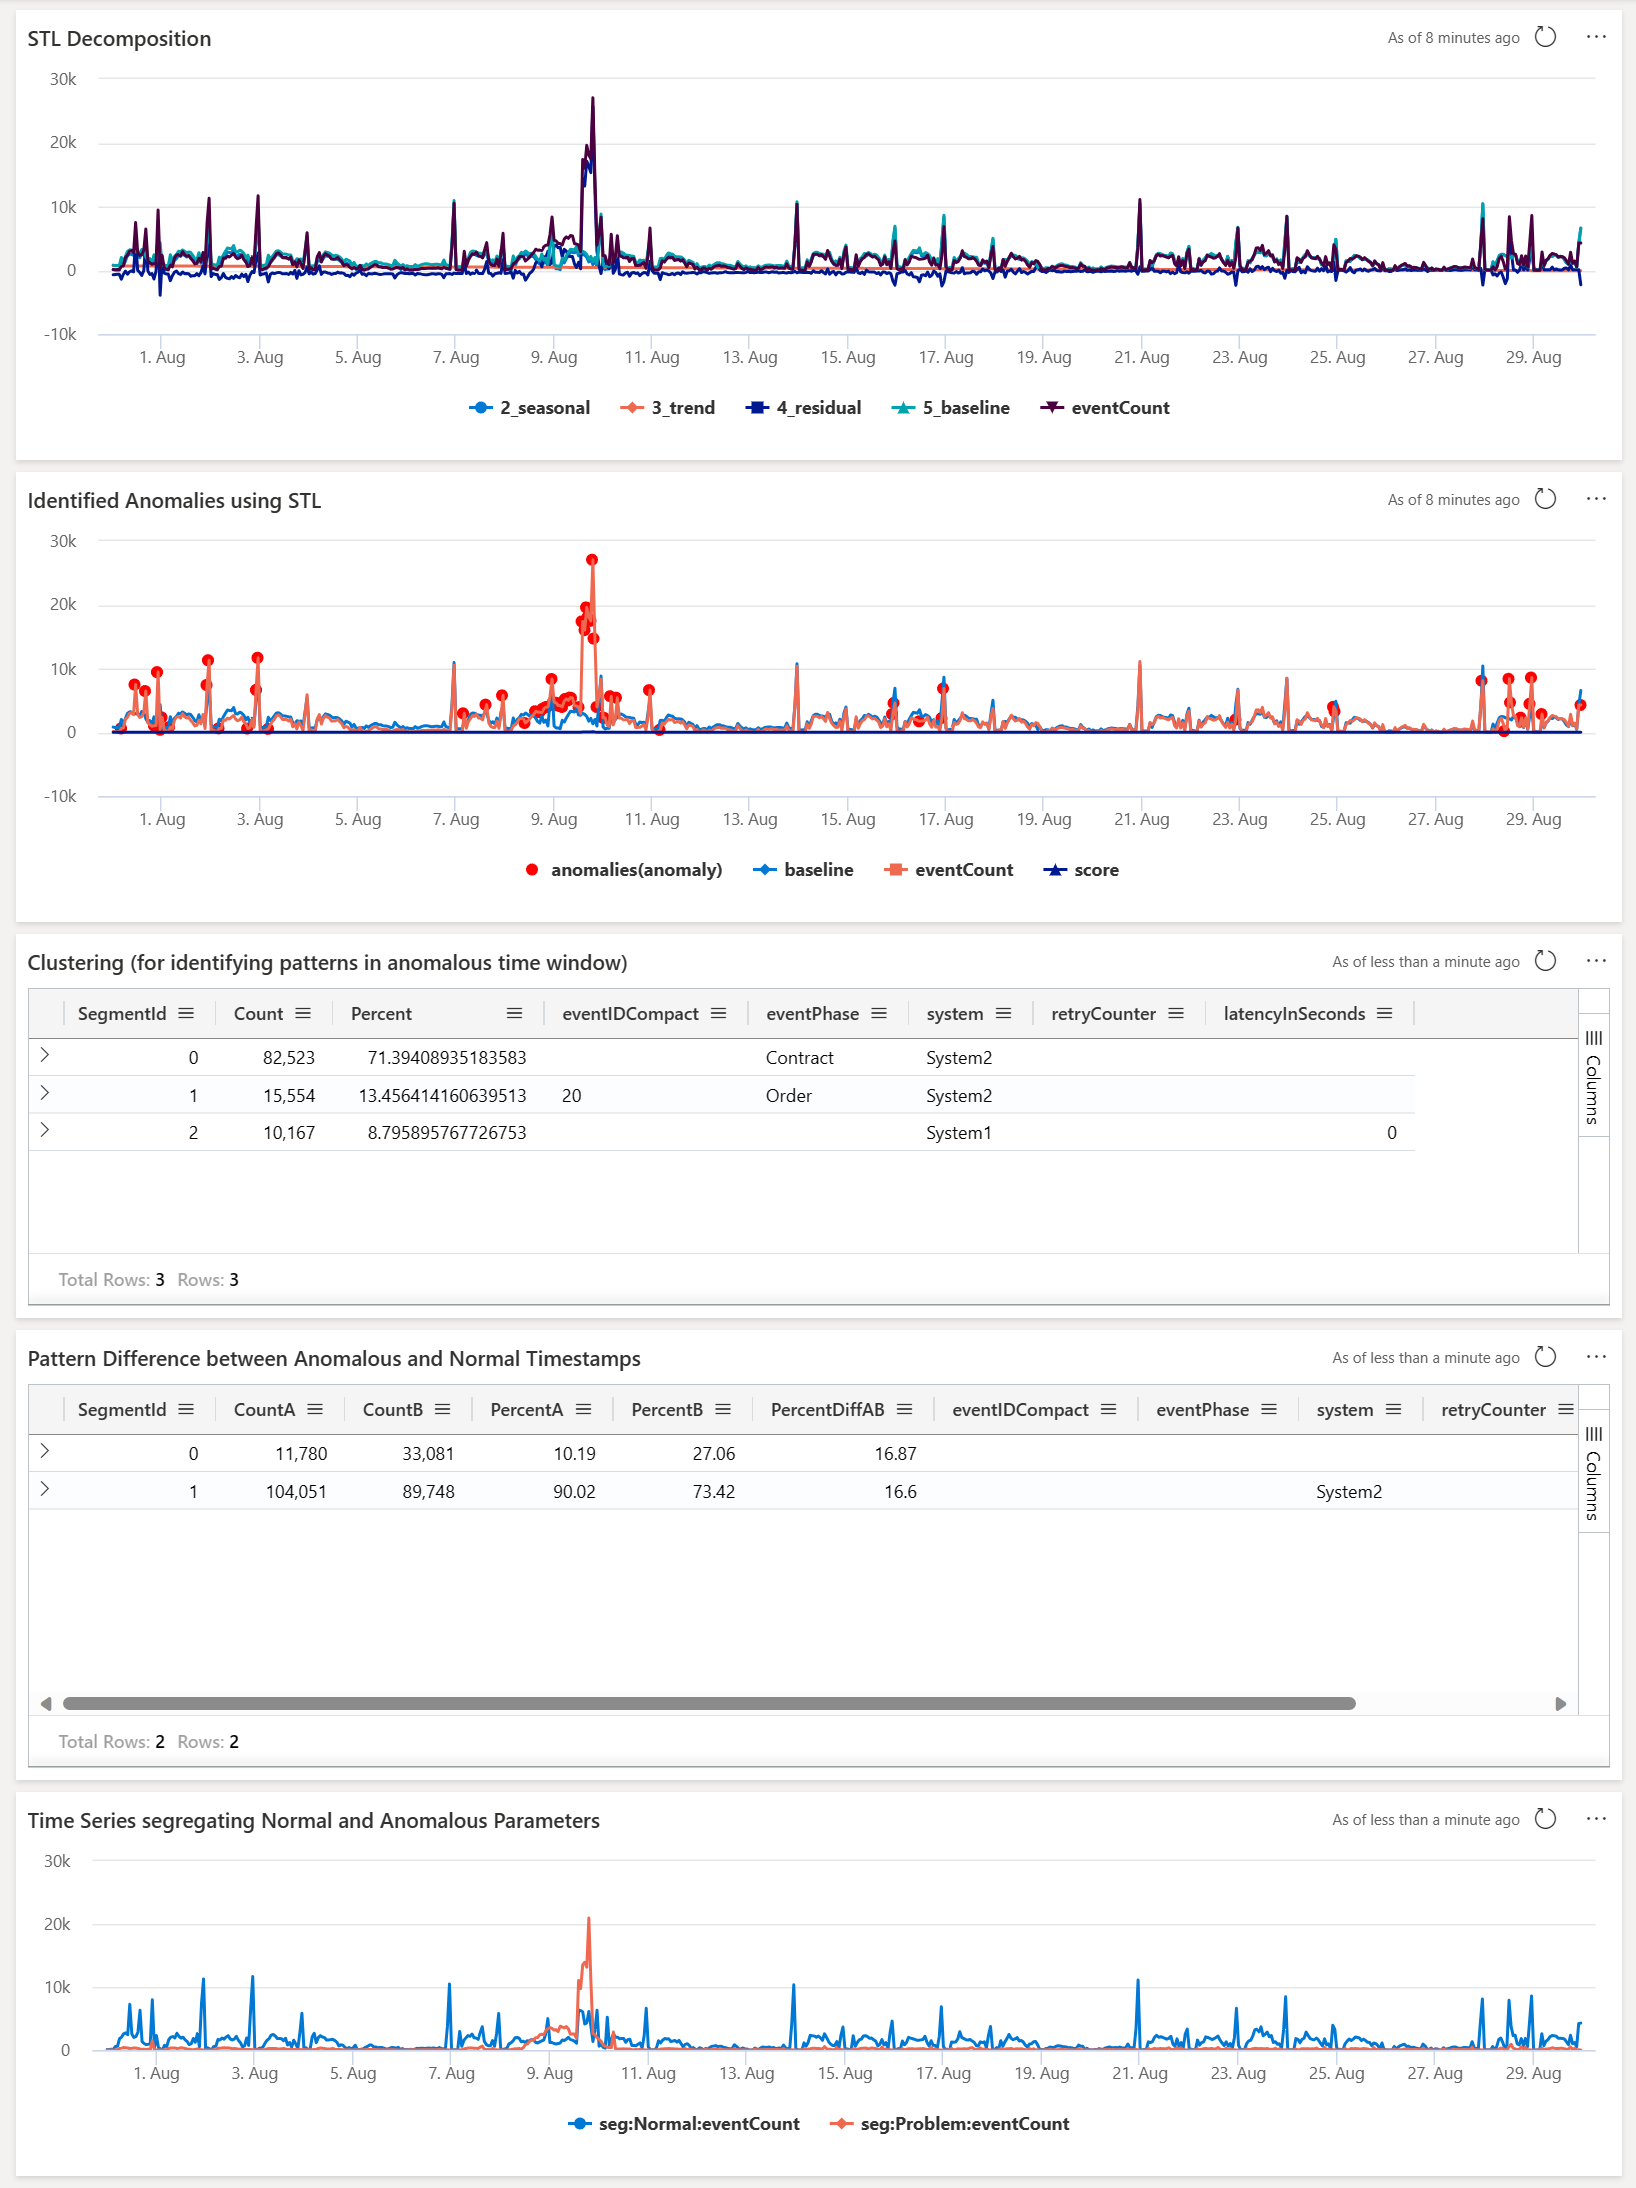 STL Decomposition
As of 8 minutes ago
30k
20k
10k
0
-10k
1. Aug 3. Aug 5. Aug 7. Aug 9. Aug 11. Aug 13. Aug 15. Aug 17. Aug 19. Aug 21. Aug 23. Aug 25. Aug 27. Aug 29. Aug
2_seasonal 3_trend 4_residual 5_baseline eventCount
Identified Anomalies using STL
As of 8 minutes ago
30k
20k
10k
0
-10k
1. Aug 3. Aug 5. Aug 7. Aug 9. Aug 11. Aug 13. Aug 15. Aug 17. Aug 19. Aug 21. Aug 23. Aug 25. Aug 27. Aug 29. Aug
anomalies(anomaly) baseline eventCount score
Clustering (for identifying patterns in anomalous time window)
As of less than a minute ago
SegmentId Count Percent eventIDCompact eventPhase system retryCounter latencyInSeconds
0 82,523 71.39408935183583 Contract System2
1 15,554 13.456414160639513 20 Order System2
2 10,167 8.795895767726753 System1 0
Columns
Total Rows: 3 Rows: 3
Pattern Difference between Anomalous and Normal Timestamps
As of less than a minute ago
SegmentId CountA CountB PercentA PercentB PercentDiffAB eventIDCompact eventPhase system retryCounter
0 11,780 33,081 10.19 27.06 16.87
1 104,051 89,748 90.02 73.42 16.6 System2
Columns
Total Rows: 2 Rows: 2
Time Series segregating Normal and Anomalous Parameters
As of less than a minute ago
30k
20k
10k
0
1. Aug 3. Aug 5. Aug 7. Aug 9. Aug 11. Aug 13. Aug 15. Aug 17. Aug 19. Aug 21. Aug 23. Aug 25. Aug 27. Aug 29. Aug
seg:Normal:eventCount seg:Problem:eventCount